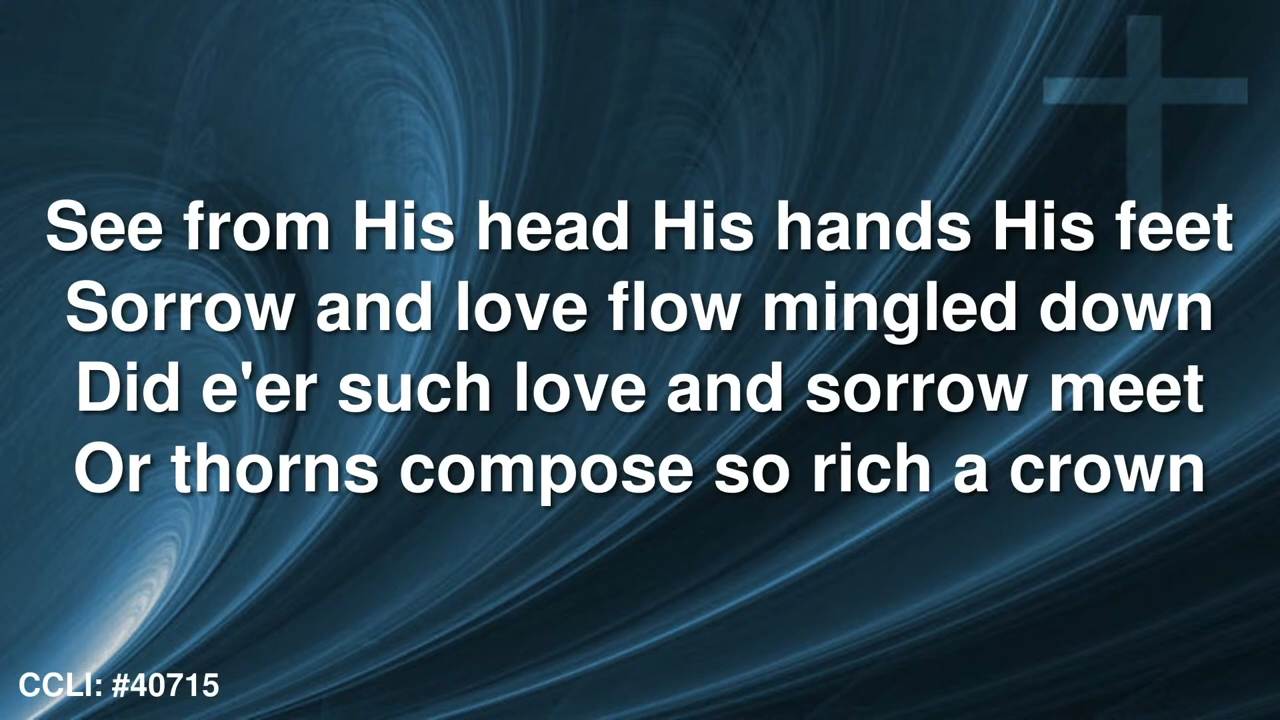 See from His head His hands His feet
Sorrow and love flow mingled down
Did e'er such love and sorrow meet
Or thorns compose so rich a crown
CCLI: #40715